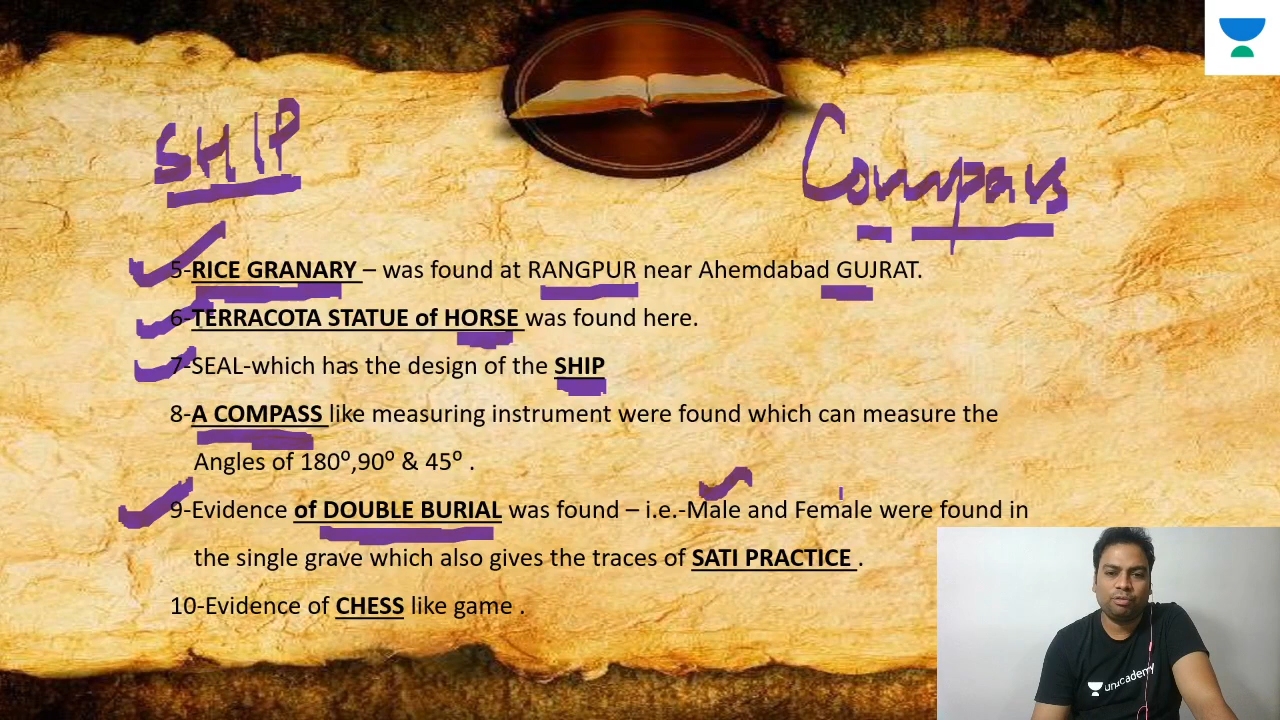 SHIP
Compass
5-RICE GRANARY – was found at RANGPUR near Ahemdabad GUJRAT.
6-TERRACOTA STATUE of HORSE was found here.
7-SEAL-which has the design of the SHIP
8-A COMPASS like measuring instrument were found which can measure the
Angles of 180⁰,90⁰ & 45⁰ .
9-Evidence of DOUBLE BURIAL was found – i.e.-Male and Female were found in
the single grave which also gives the traces of SATI PRACTICE .
10-Evidence of CHESS like game .
unacademy